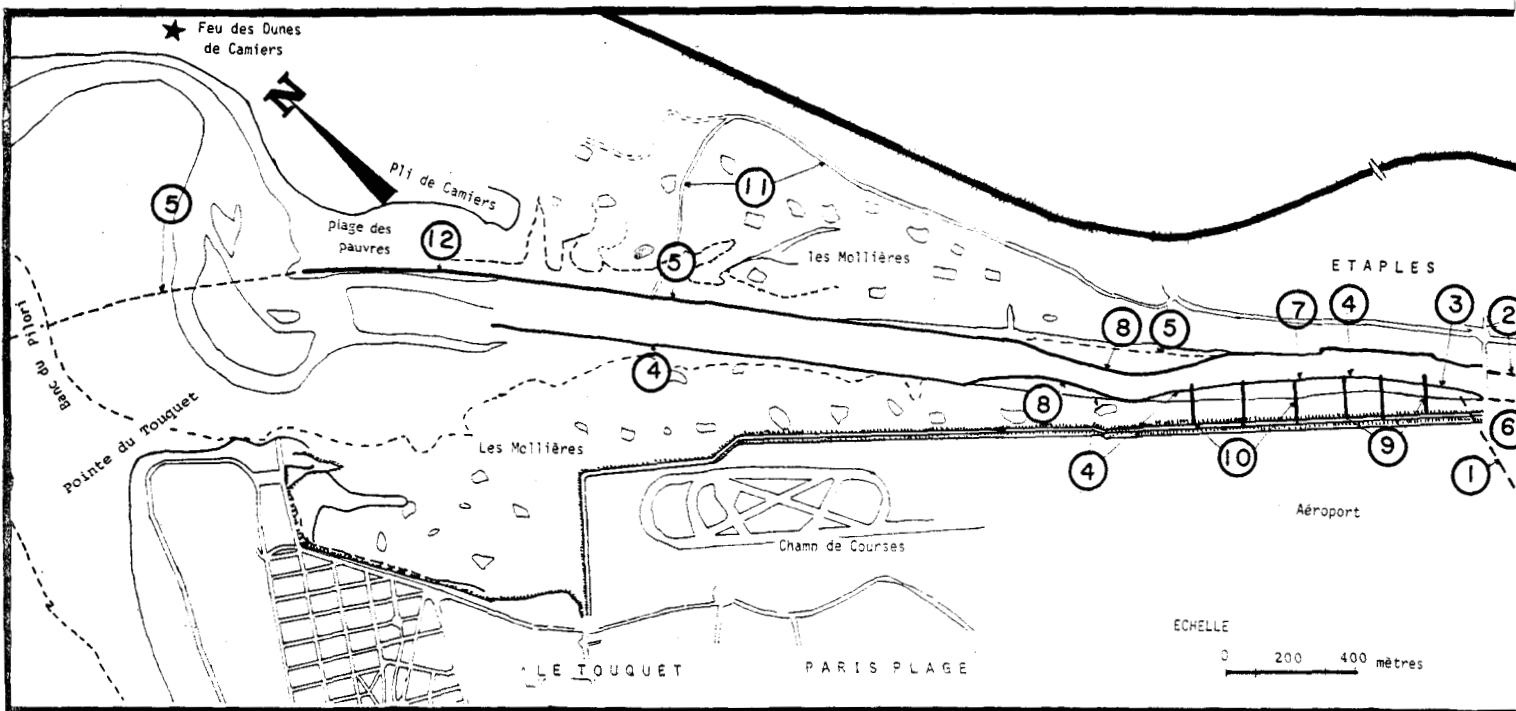 Feu des Dunes
de Camiers
N
Pli de Camiers
plage des
pauvres
12
11
5
5
les Mollières
ETAPLES
7
4
3
2
8
5
Banc du Pilori
4
8
Pointe du Touquet
Les Mollières
4
10
9
6
1
Aéroport
Champ de Courses
ECHELLE
0 200 400 mètres
LE TOUQUET PARIS PLAGE